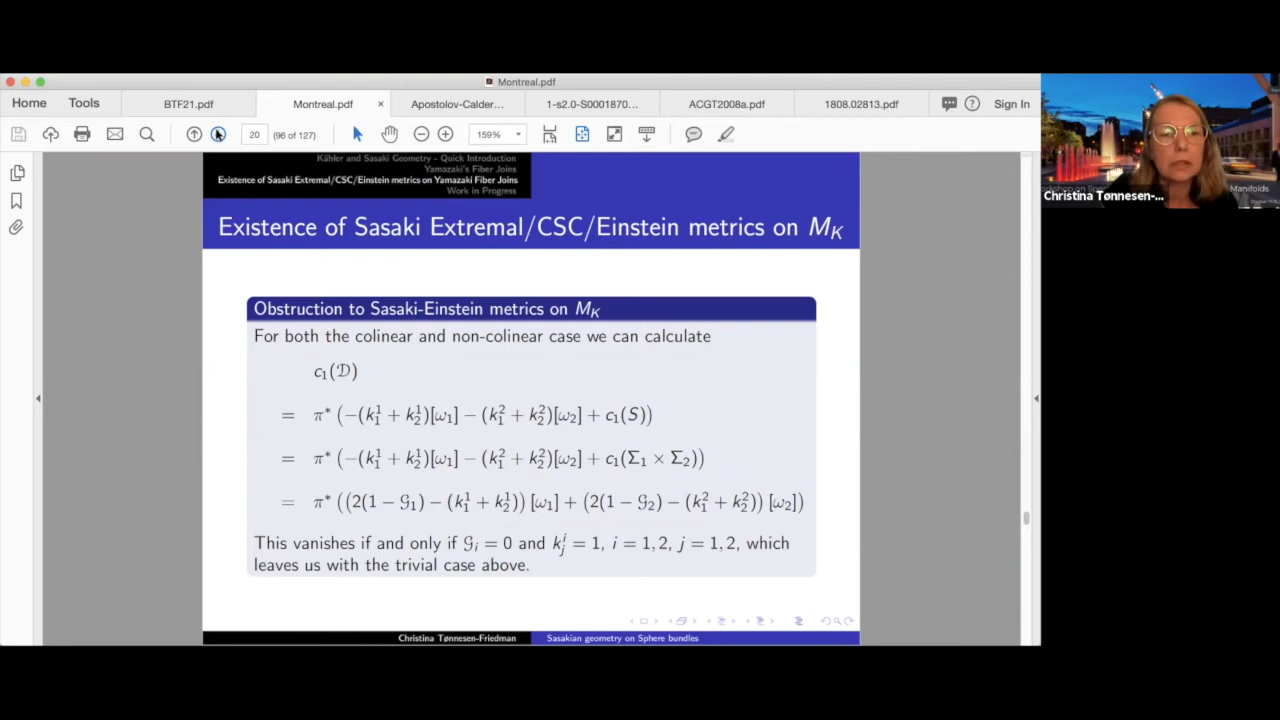 Montreal.pdf
Home Tools BTF21.pdf Montreal.pdf × Apostolov-Calder... 1-s2.0-S0001870... ACGT2008a.pdf 1808.02813.pdf Sign In
20 (96 of 127) 159%
Kähler and Sasaki Geometry - Quick Introduction
Yamazaki's Fiber Joins
Existence of Sasaki Extremal/CSC/Einstein metrics on Yamazaki Fiber Joins
Work in Progress
Existence of Sasaki Extremal/CSC/Einstein metrics on M_K
Obstruction to Sasaki-Einstein metrics on M_K
For both the colinear and non-colinear case we can calculate
c₁(𝒟)
= π* (−(k₁¹ + k₂¹)[ω₁] − (k₁² + k₂²)[ω₂] + c₁(S))
= π* (−(k₁¹ + k₂¹)[ω₁] − (k₁² + k₂²)[ω₂] + c₁(Σ₁ × Σ₂))
= π* ((2(1 − 𝒢₁) − (k₁¹ + k₂¹)) [ω₁] + (2(1 − 𝒢₂) − (k₁² + k₂²)) [ω₂])
This vanishes if and only if 𝒢ᵢ = 0 and kⱼⁱ = 1, i = 1, 2, j = 1, 2, which
leaves us with the trivial case above.
Christina Tønnesen-Friedman Sasakian geometry on Sphere bundles
Manifolds
Christina Tønnesen-...